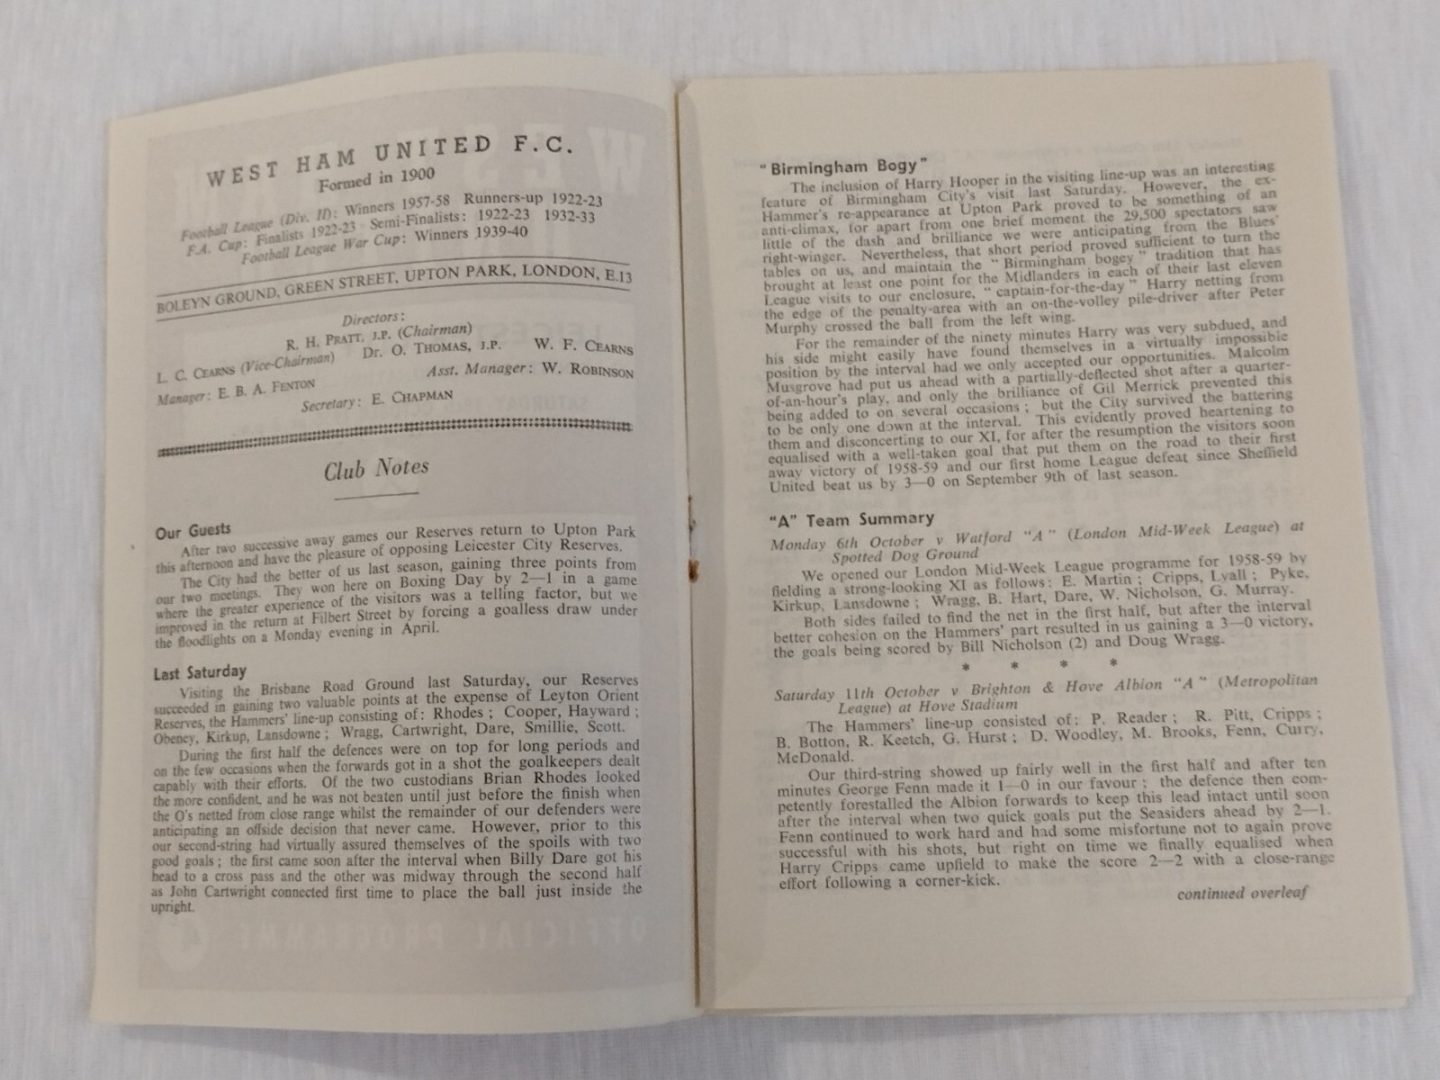 WEST HAM UNITED F.C.
Formed in 1900
Football League (Div. II): Winners 1957-58 Runners-up 1922-23
F.A. Cup: Finalists 1922-23 Semi-Finalists: 1922-23 1932-33
Football League War Cup: Winners 1939-40
BOLEYN GROUND, GREEN STREET, UPTON PARK, LONDON, E.13
Directors:
R. H. PRATT, J.P. (Chairman)
L. C. CEARNS (Vice-Chairman) Dr. O. THOMAS, J.P. W. F. CEARNS
Manager: E. B. A. FENTON Asst. Manager: W. ROBINSON
Secretary: E. CHAPMAN
Club Notes
Our Guests
After two successive away games our Reserves return to Upton Park
this afternoon and have the pleasure of opposing Leicester City Reserves.
The City had the better of us last season, gaining three points from
our two meetings. They won here on Boxing Day by 2—1 in a game
where the greater experience of the visitors was a telling factor, but we
improved in the return at Filbert Street by forcing a goalless draw under
the floodlights on a Monday evening in April.
Last Saturday
Visiting the Brisbane Road Ground last Saturday, our Reserves
succeeded in gaining two valuable points at the expense of Leyton Orient
Reserves, the Hammers' line-up consisting of: Rhodes; Cooper, Hayward;
Obeney, Kirkup, Lansdowne; Wragg, Cartwright, Dare, Smillie, Scott.
During the first half the defences were on top for long periods and
on the few occasions when the forwards got in a shot the goalkeepers dealt
capably with their efforts. Of the two custodians Brian Rhodes looked
the more confident, and he was not beaten until just before the finish when
the O's netted from close range whilst the remainder of our defenders were
anticipating an offside decision that never came. However, prior to this
our second-string had virtually assured themselves of the spoils with two
good goals; the first came soon after the interval when Billy Dare got his
head to a cross pass and the other was midway through the second half
as John Cartwright connected first time to place the ball just inside the
upright.
OFFICIAL PROGRAMME
"Birmingham Bogy"
The inclusion of Harry Hooper in the visiting line-up was an interesting
feature of Birmingham City's visit last Saturday. However, the ex-
Hammer's re-appearance at Upton Park proved to be something of an
anti-climax, for apart from one brief moment the 29,500 spectators saw
little of the dash and brilliance we were anticipating from the Blues'
right-winger. Nevertheless, that short period proved sufficient to turn the
tables on us, and maintain the "Birmingham bogey" tradition that has
brought at least one point for the Midlanders in each of their last eleven
League visits to our enclosure, "captain-for-the-day" Harry netting from
the edge of the penalty-area with an on-the-volley pile-driver after Peter
Murphy crossed the ball from the left wing.
For the remainder of the ninety minutes Harry was very subdued, and
his side might easily have found themselves in a virtually impossible
position by the interval had we only accepted our opportunities. Malcolm
Musgrove had put us ahead with a partially-deflected shot after a quarter-
of-an-hour's play, and only the brilliance of Gil Merrick prevented this
being added to on several occasions; but the City survived the battering
to be only one down at the interval. This evidently proved heartening to
them and disconcerting to our XI, for after the resumption the visitors soon
equalised with a well-taken goal that put them on the road to their first
away victory of 1958-59 and our first home League defeat since Sheffield
United beat us by 3—0 on September 9th of last season.
"A" Team Summary
Monday 6th October v Watford "A" (London Mid-Week League) at
Spotted Dog Ground
We opened our London Mid-Week League programme for 1958-59 by
fielding a strong-looking XI as follows: E. Martin; Cripps, Lyall; Pyke,
Kirkup, Lansdowne; Wragg, B. Hart, Dare, W. Nicholson, G. Murray.
Both sides failed to find the net in the first half, but after the interval
better cohesion on the Hammers' part resulted in us gaining a 3—0 victory,
the goals being scored by Bill Nicholson (2) and Doug Wragg.
* * * *
Saturday 11th October v Brighton & Hove Albion "A" (Metropolitan
League) at Hove Stadium
The Hammers' line-up consisted of: P. Reader; R. Pitt, Cripps;
B. Botton, R. Keetch, G. Hurst; D. Woodley, M. Brooks, Fenn, Curry,
McDonald.
Our third-string showed up fairly well in the first half and after ten
minutes George Fenn made it 1—0 in our favour; the defence then com-
petently forestalled the Albion forwards to keep this lead intact until soon
after the interval when two quick goals put the Seasiders ahead by 2—1.
Fenn continued to work hard and had some misfortune not to again prove
successful with his shots, but right on time we finally equalised when
Harry Cripps came upfield to make the score 2—2 with a close-range
effort following a corner-kick.
continued overleaf